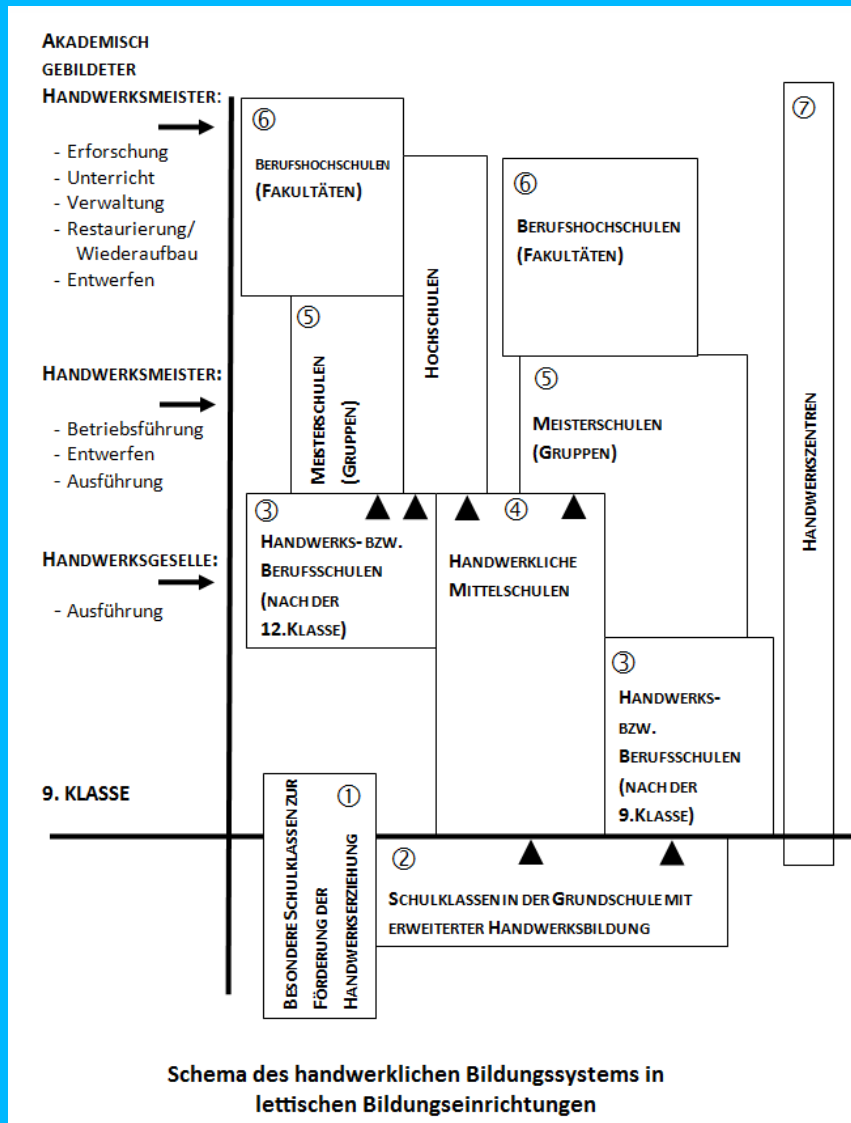 AKADEMISCH
GEBILDETER
HANDWERKSMEISTER:
- Erforschung
- Unterricht
- Verwaltung
- Restaurierung/
Wiederaufbau
- Entwerfen
HANDWERKSMEISTER:
- Betriebsführung
- Entwerfen
- Ausführung
HANDWERKSGESELLE:
- Ausführung
9. KLASSE
⑥
BERUFSHOCHSCHULEN
(FAKULTÄTEN)
⑤
MEISTERSCHULEN
(GRUPPEN)
HOCHSCHULEN
⑥
BERUFSHOCHSCHULEN
(FAKULTÄTEN)
⑤
MEISTERSCHULEN
(GRUPPEN)
⑦
HANDWERKSZENTREN
③
HANDWERKS- BZW.
BERUFSSCHULEN
(NACH DER
12.KLASSE)
④
HANDWERKLICHE
MITTELSCHULEN
③
HANDWERKS-
BZW.
BERUFSSCHULEN
(NACH DER
9.KLASSE)
①
BESONDERE SCHULKLASSEN ZUR
FÖRDERUNG DER
HANDWERKSERZIEHUNG
②
SCHULKLASSEN IN DER GRUNDSCHULE MIT
ERWEITERTER HANDWERKSBILDUNG
Schema des handwerklichen Bildungssystems in
lettischen Bildungseinrichtungen